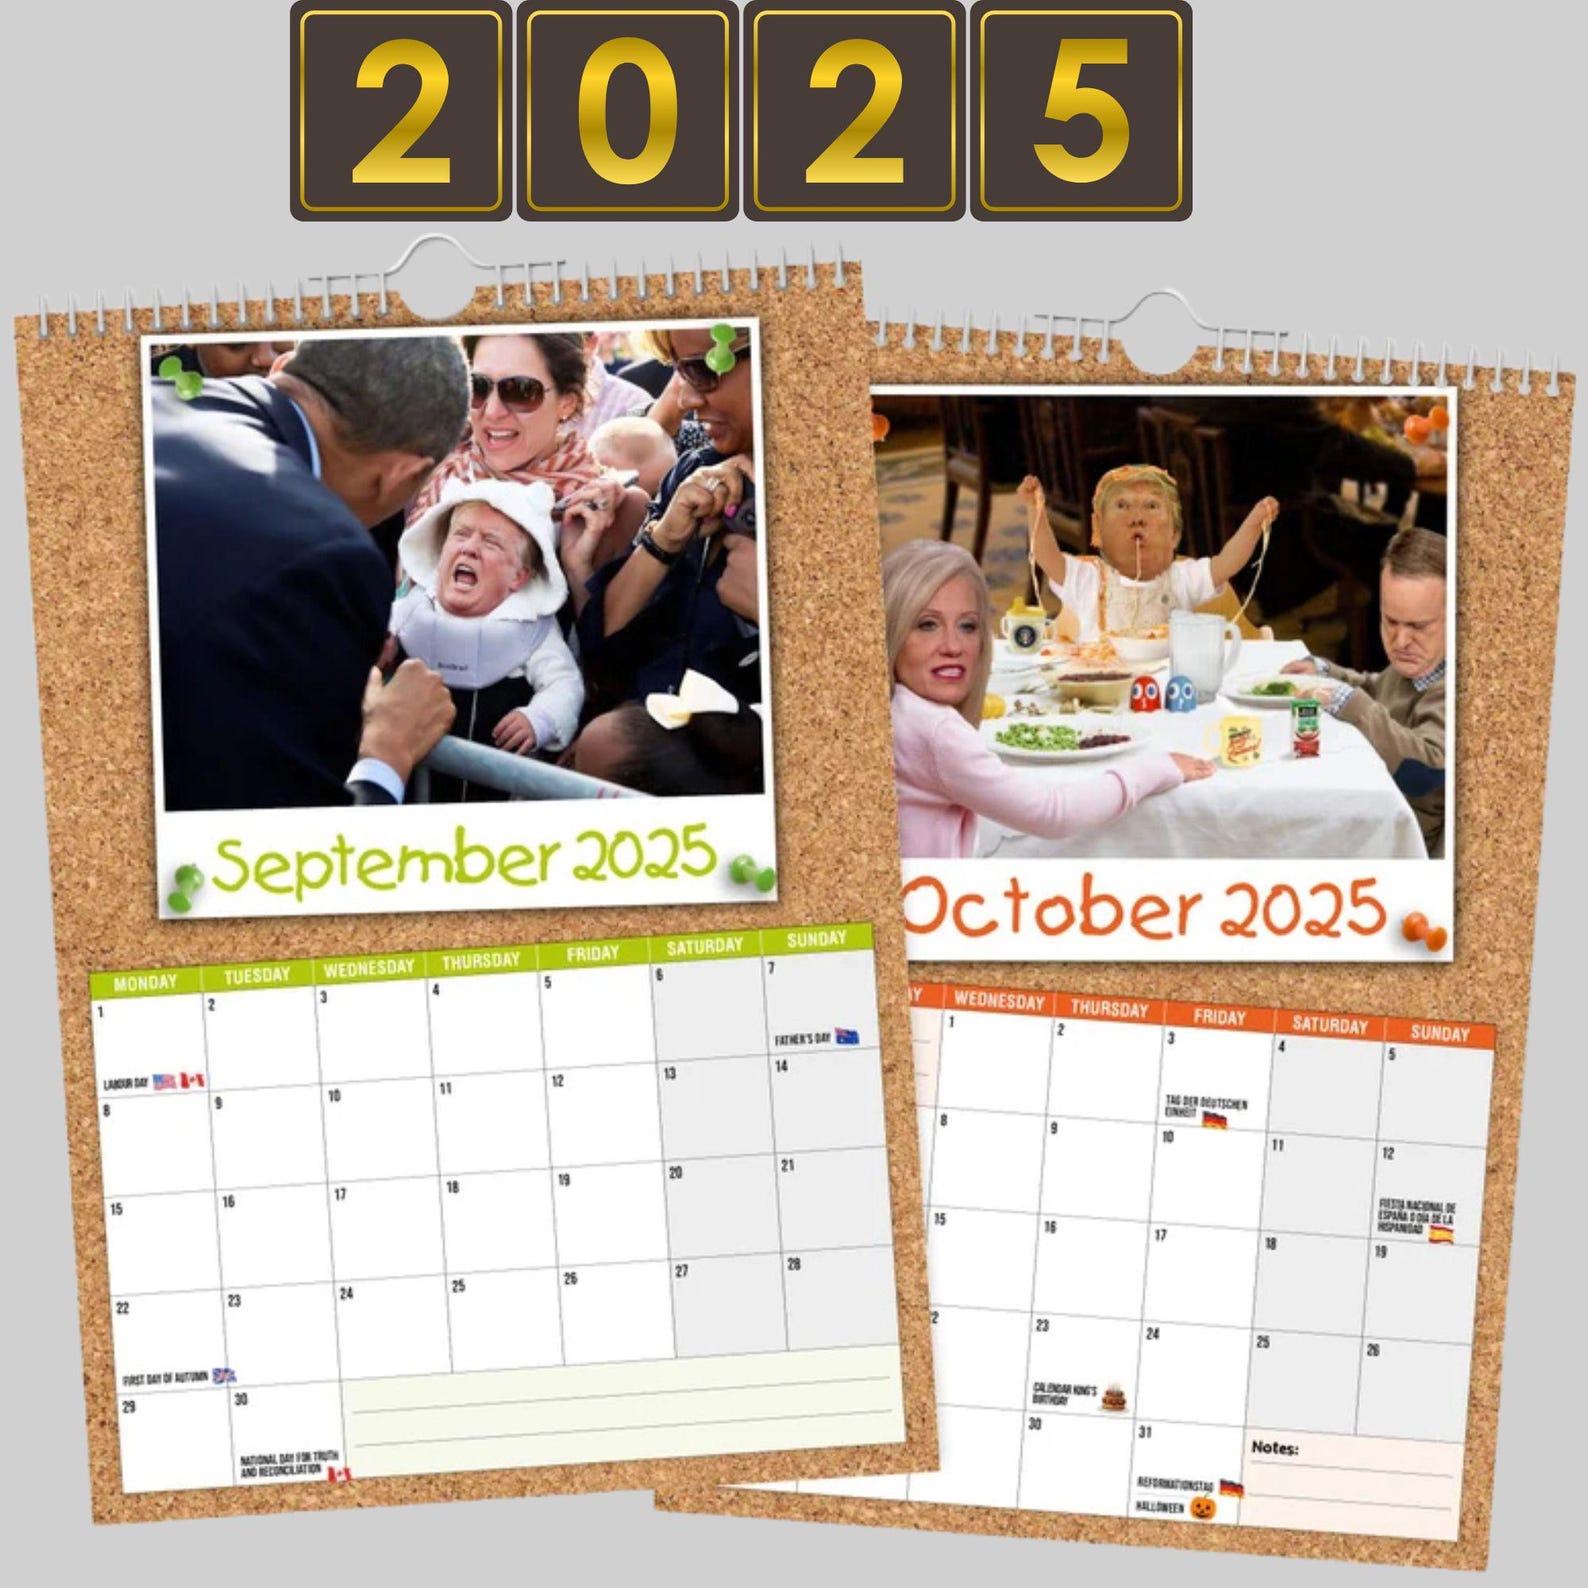 2025
September 2025
MONDAY TUESDAY WEDNESDAY THURSDAY FRIDAY SATURDAY SUNDAY
1 2 3 4 5 6 7
LABOUR DAY
FATHER'S DAY
8 9 10 11 12 13 14
15 16 17 18 19 20 21
22 23 24 25 26 27 28
FIRST DAY OF AUTUMN
29 30
NATIONAL DAY FOR TRUTH
AND RECONCILIATION
October 2025
WEDNESDAY THURSDAY FRIDAY SATURDAY SUNDAY
1 2 3 4 5
TAG DER DEUTSCHEN
EINHEIT
8 9 10 11 12
FIESTA NACIONAL DE
ESPAÑA O DÍA DE LA
HISPANIDAD
15 16 17 18 19
23 24 25 26
CALENDAR KING'S
BIRTHDAY
30 31
REFORMATIONSTAG
HALLOWEEN
Notes: